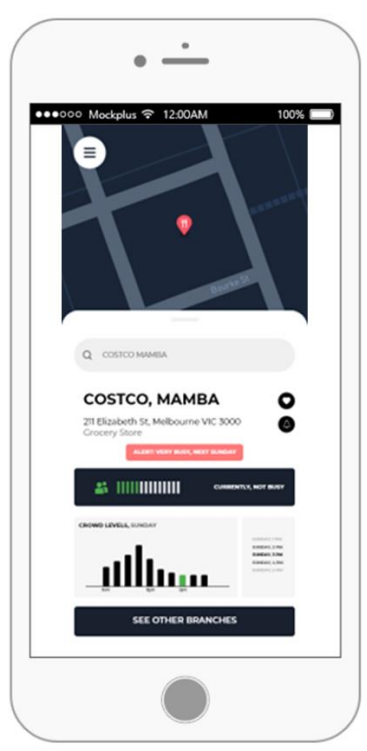 Mockplus 12:00AM 100%
Bourke St
COSTCO MAMBA
COSTCO, MAMBA
211 Elizabeth St, Melbourne VIC 3000
Grocery Store
ALERT! VERY BUSY, NEXT SUNDAY
CURRENTLY, NOT BUSY
CROWD LEVELS, SUNDAY
SEE OTHER BRANCHES